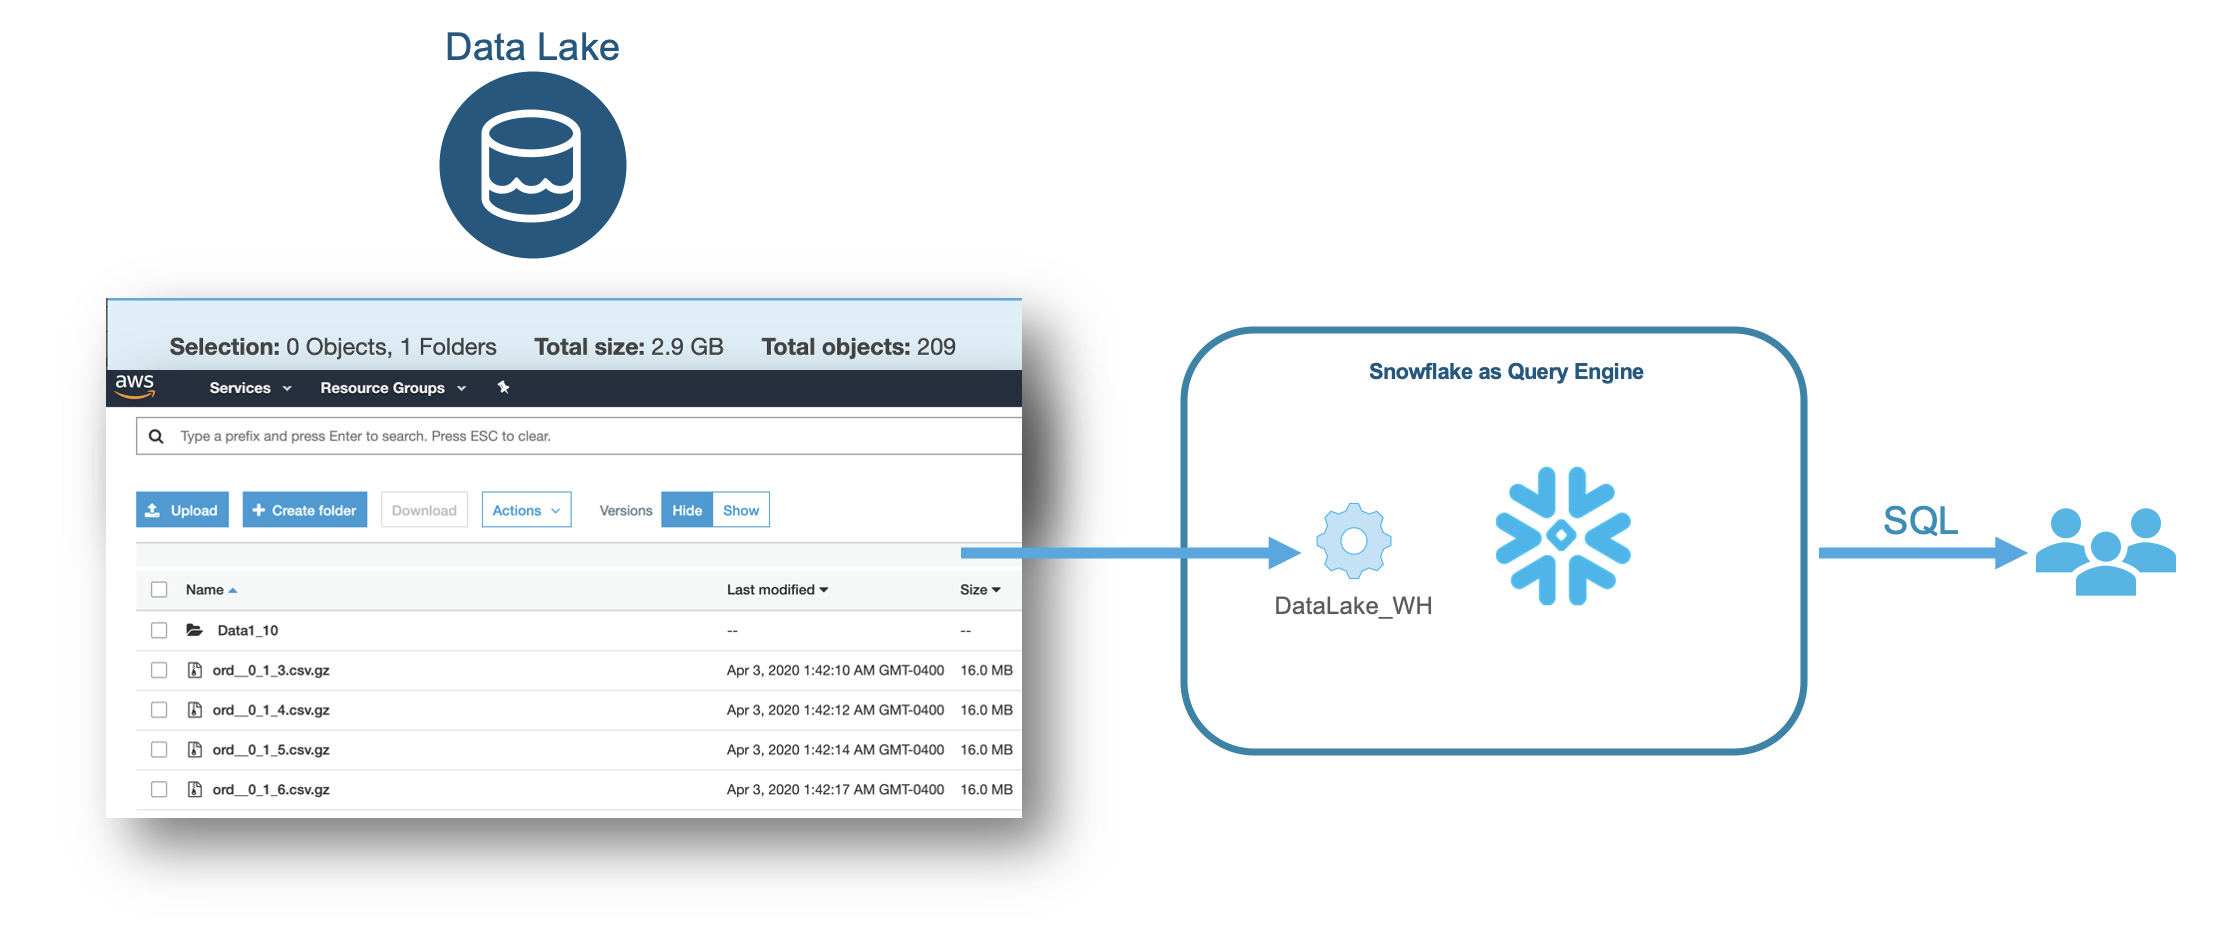 Data Lake
Selection: 0 Objects, 1 Folders Total size: 2.9 GB Total objects: 209
aws Services Resource Groups
Type a prefix and press Enter to search. Press ESC to clear.
Upload Create folder Download Actions Versions Hide Show
Name Last modified Size
Data1_10 -- --
ord__0_1_3.csv.gz Apr 3, 2020 1:42:10 AM GMT-0400 16.0 MB
ord__0_1_4.csv.gz Apr 3, 2020 1:42:12 AM GMT-0400 16.0 MB
ord__0_1_5.csv.gz Apr 3, 2020 1:42:14 AM GMT-0400 16.0 MB
ord__0_1_6.csv.gz Apr 3, 2020 1:42:17 AM GMT-0400 16.0 MB
Snowflake as Query Engine
DataLake_WH
SQL